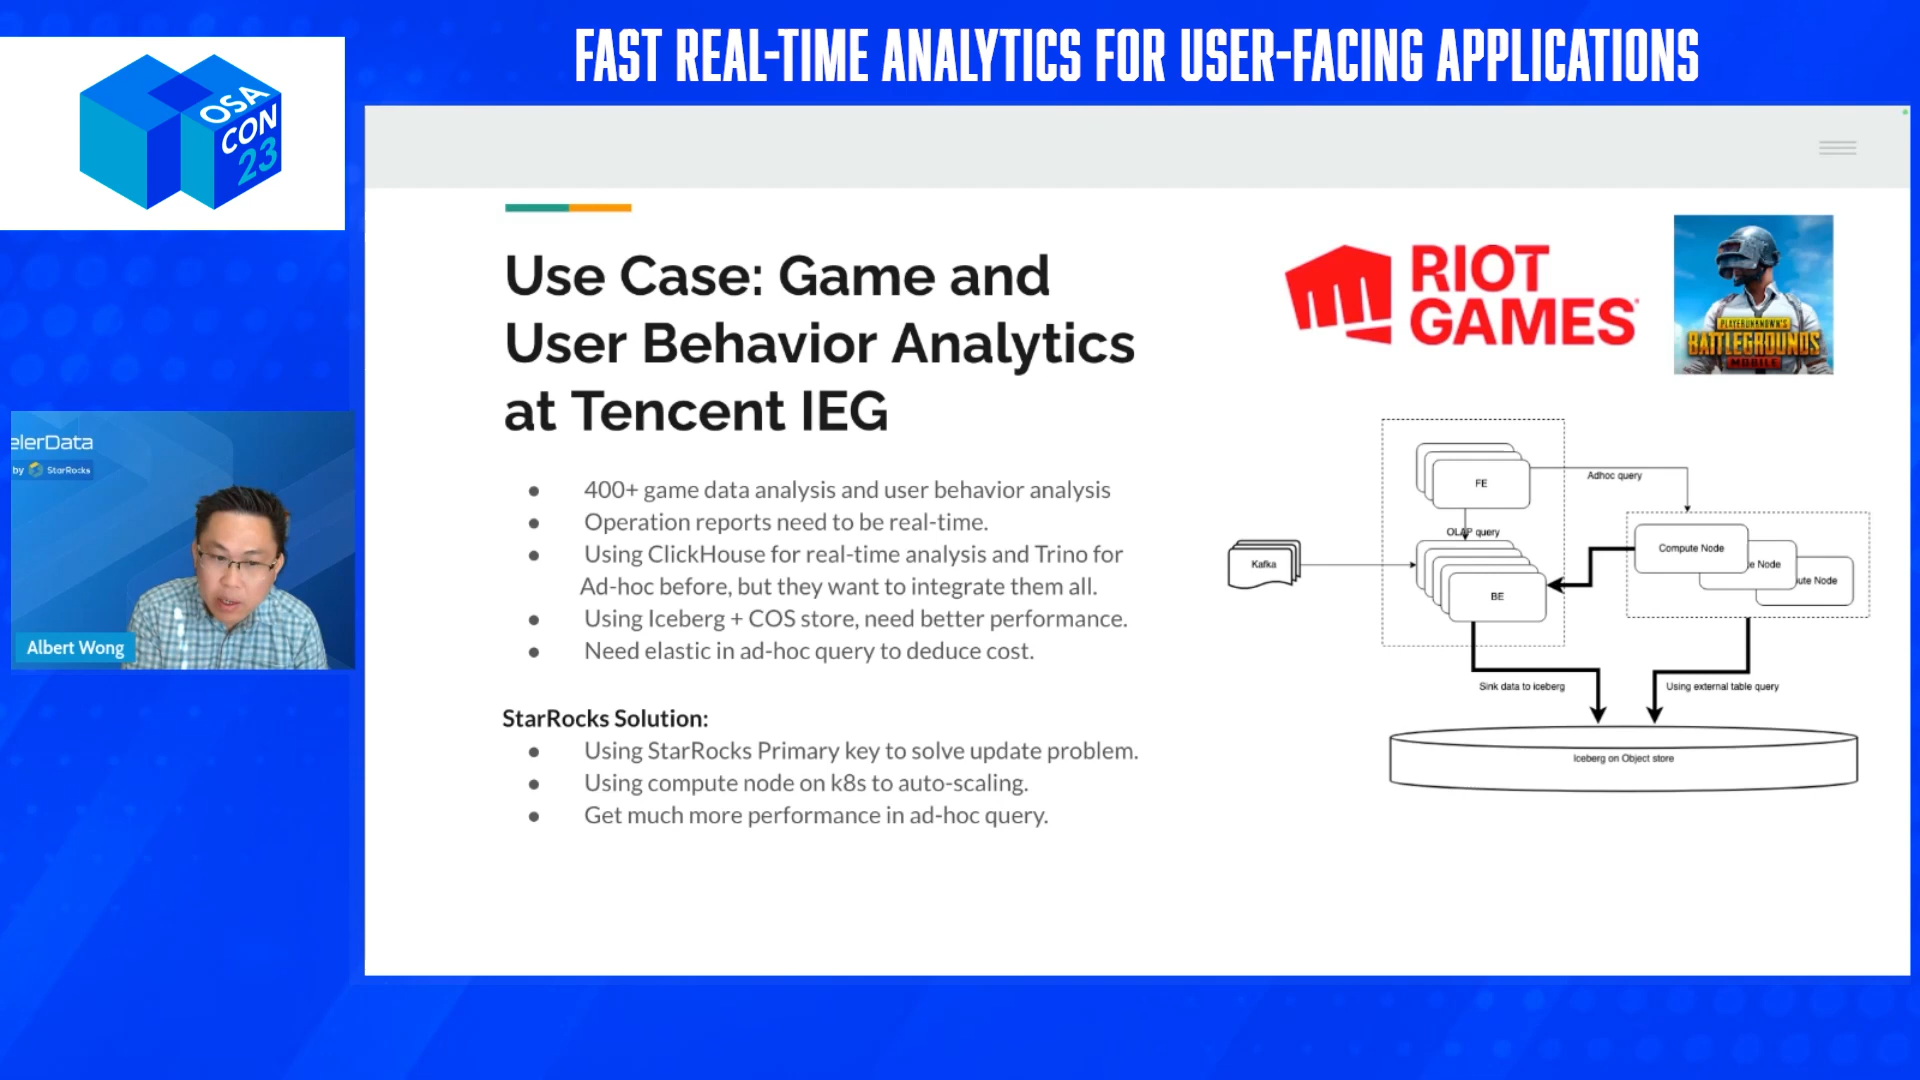 FAST REAL-TIME ANALYTICS FOR USER-FACING APPLICATIONS
OSA
CON
23
elerData
by StarRocks
Albert Wong
Use Case: Game and
User Behavior Analytics
at Tencent IEG
● 400+ game data analysis and user behavior analysis
● Operation reports need to be real-time.
● Using ClickHouse for real-time analysis and Trino for
Ad-hoc before, but they want to integrate them all.
● Using Iceberg + COS store, need better performance.
● Need elastic in ad-hoc query to deduce cost.
StarRocks Solution:
● Using StarRocks Primary key to solve update problem.
● Using compute node on k8s to auto-scaling.
● Get much more performance in ad-hoc query.
RIOT
GAMES
PLAYERUNKNOWN'S
BATTLEGROUNDS
MOBILE
FE
Adhoc query
OLAP query
Kafka
BE
Compute Node
e Node
ute Node
Sink data to iceberg
Using external table query
Iceberg on Object store